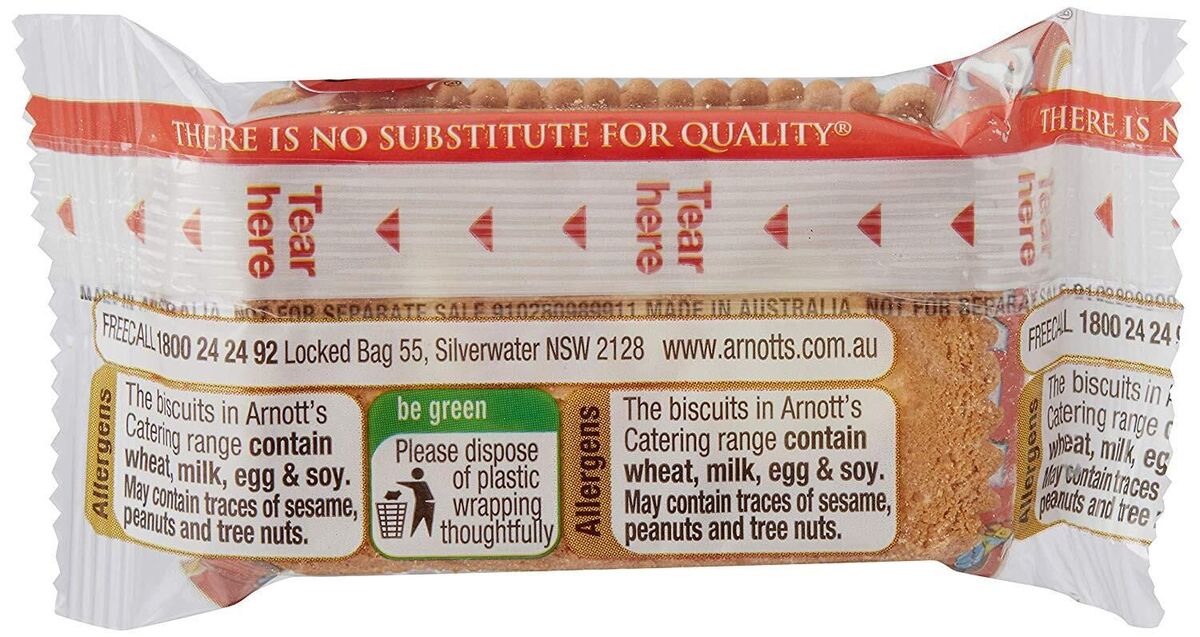 THERE IS NO SUBSTITUTE FOR QUALITY®
THERE IS N
Tear
here
Tear
here
Tear
here
MADE IN AUSTRALIA NOT FOR SEPARATE SALE 910280989911 MADE IN AUSTRALIA NOT FOR SEPARATE SALE
FREECALL 1800 24 24 92 Locked Bag 55, Silverwater NSW 2128 www.arnotts.com.au
FREECALL 1800 24 24 9
Allergens
The biscuits in Arnott's
Catering range contain
wheat, milk, egg & soy.
May contain traces of sesame,
peanuts and tree nuts.
be green
Please dispose
of plastic
wrapping
thoughtfully
Allergens
The biscuits in Arnott's
Catering range contain
wheat, milk, egg & soy.
May contain traces of sesame,
peanuts and tree nuts.
Allergens
The biscuits in A
Catering range c
wheat, milk, eg
May contain traces
peanuts and tree